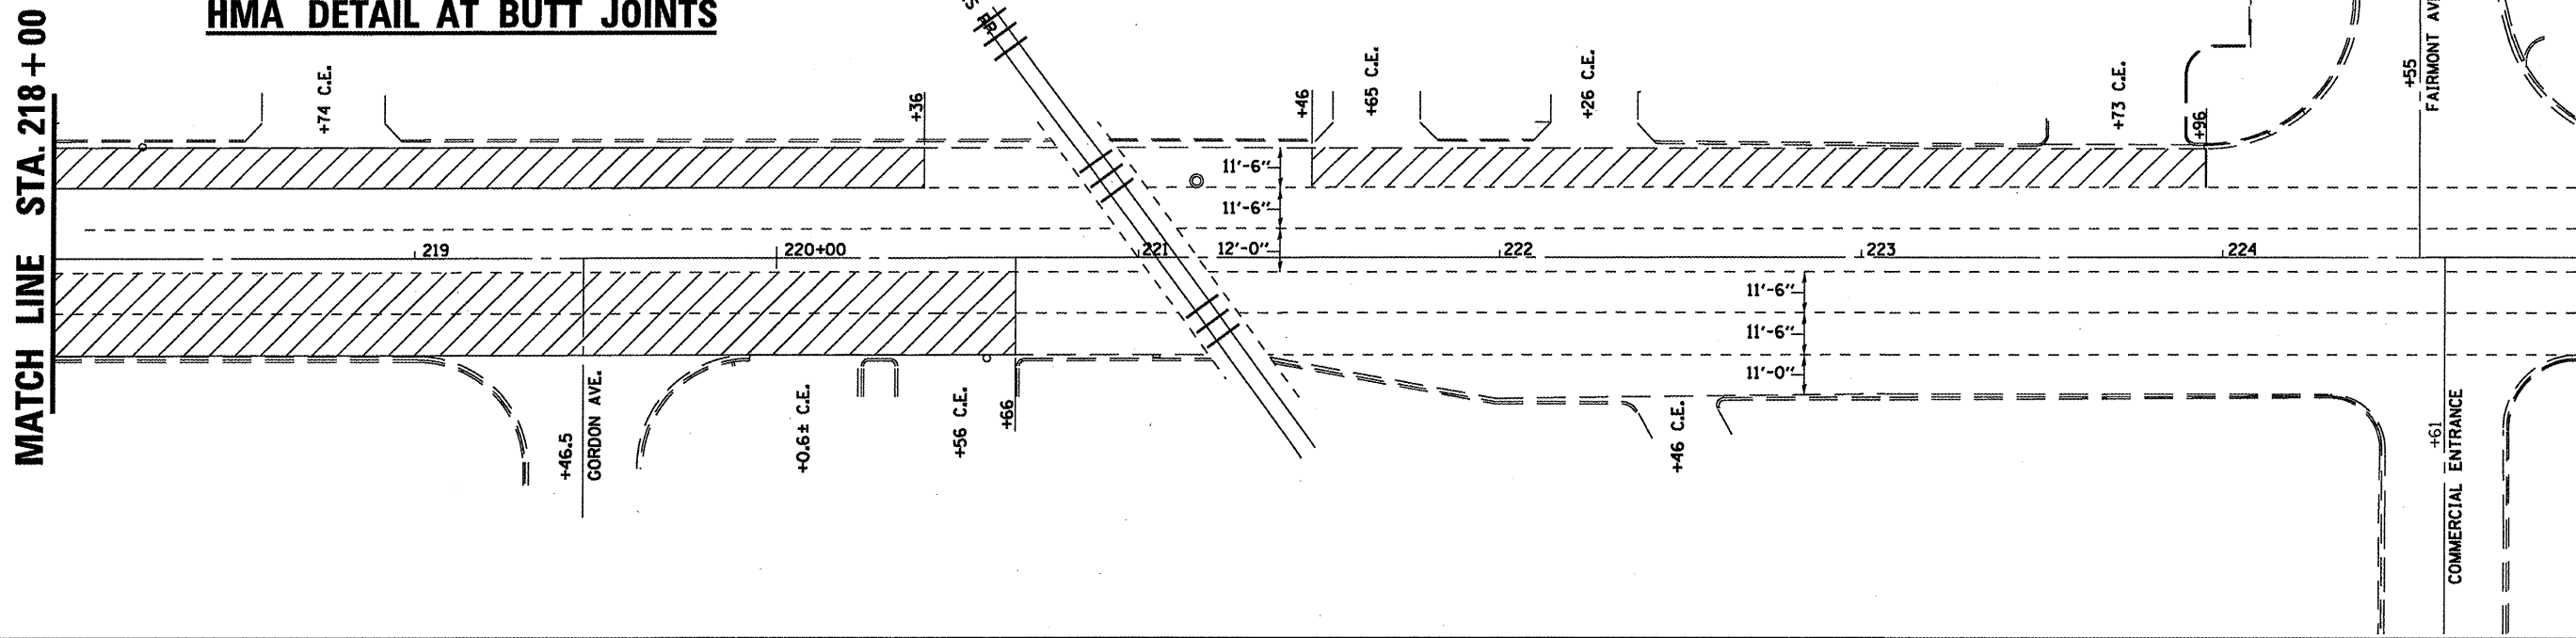 HMA DETAIL AT BUTT JOINTS
MATCH LINE STA. 218+00
+74 C.E.
+36
+46
+65 C.E.
+26 C.E.
+73 C.E.
+96
+55
FAIRMONT
11'-6"
11'-6"
12'-0"
219
220+00
221
222
223
224
11'-6"
11'-6"
11'-0"
+46.5
GORDON AVE.
+0.6± C.E.
+56 C.E.
+66
+46 C.E.
+61
COMMERCIAL ENTRANCE